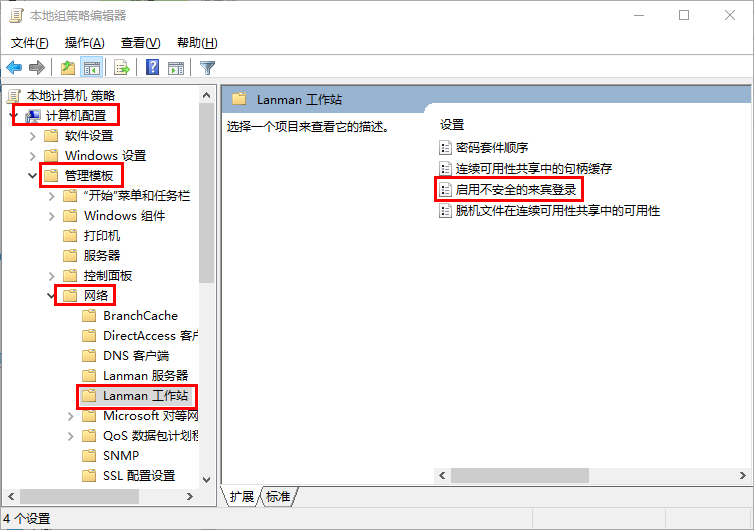 本地组策略编辑器
文件(F) 操作(A) 查看(V) 帮助(H)
本地计算机 策略
计算机配置
软件设置
Windows 设置
管理模板
“开始”菜单和任务栏
Windows 组件
打印机
服务器
控制面板
网络
BranchCache
DirectAccess 客户
DNS 客户端
Lanman 服务器
Lanman 工作站
Microsoft 对等网
QoS 数据包计划程
SNMP
SSL 配置设置
Lanman 工作站
选择一个项目来查看它的描述。
设置
密码套件顺序
连续可用性共享中的句柄缓存
启用不安全的来宾登录
脱机文件在连续可用性共享中的可用性
扩展 标准
4 个设置